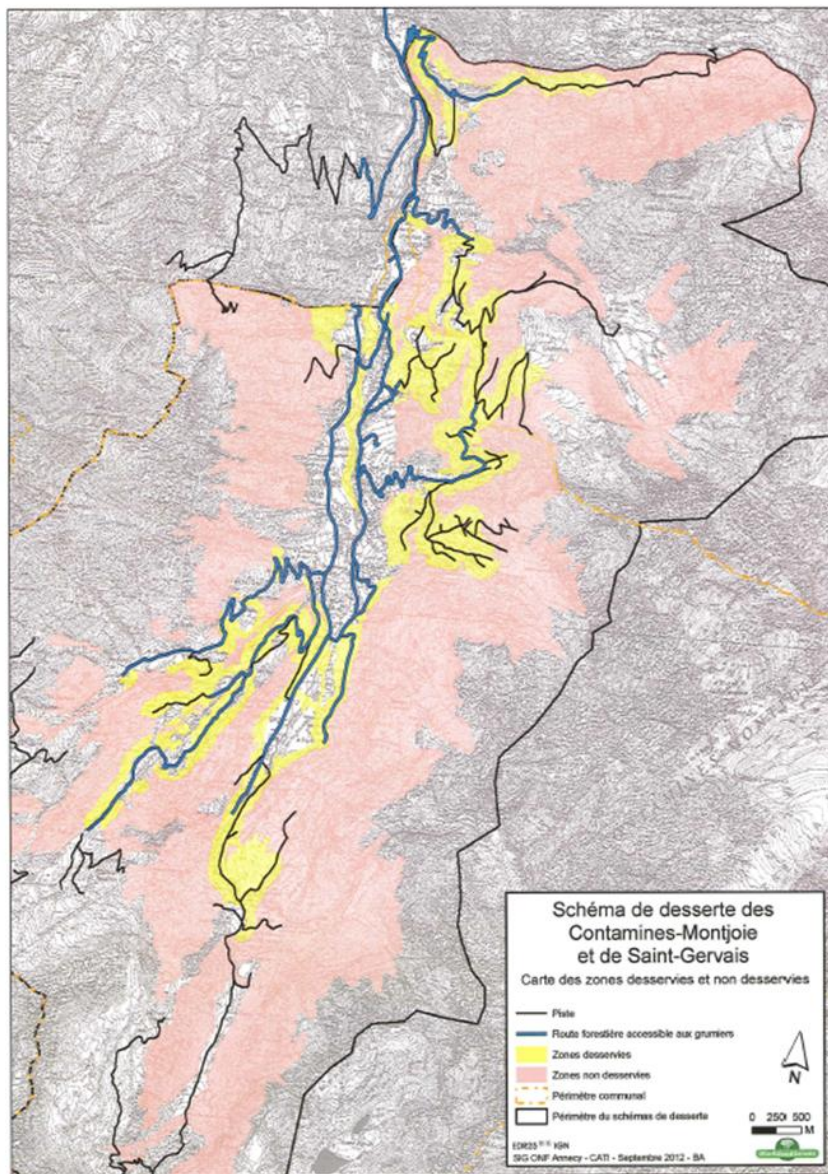 Schéma de desserte des
Contamines-Montjoie
et de Saint-Gervais
Carte des zones desservies et non desservies
Piste
Route forestière accessible aux grumiers
Zones desservies
Zones non desservies
Périmètre communal
Périmètre du schémas de desserte
N
0 250 500
M
IGN
SIG ONF Annecy - CATI - Septembre 2012 - BA